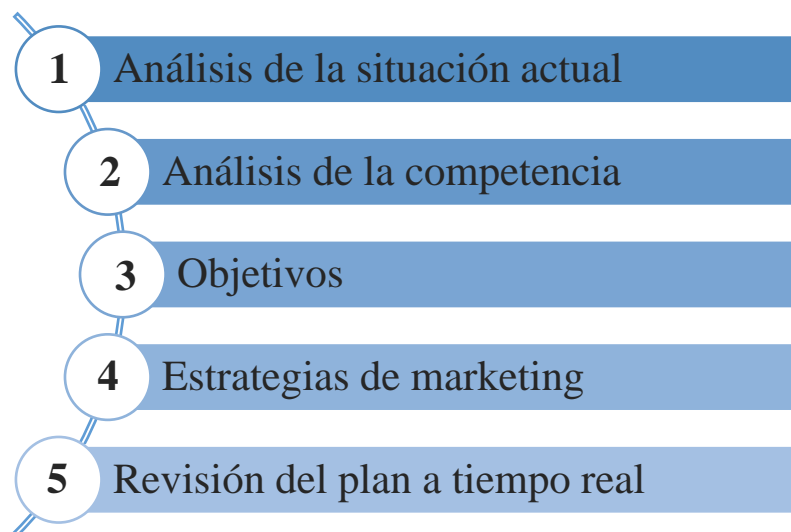 1 Análisis de la situación actual
2 Análisis de la competencia
3 Objetivos
4 Estrategias de marketing
5 Revisión del plan a tiempo real